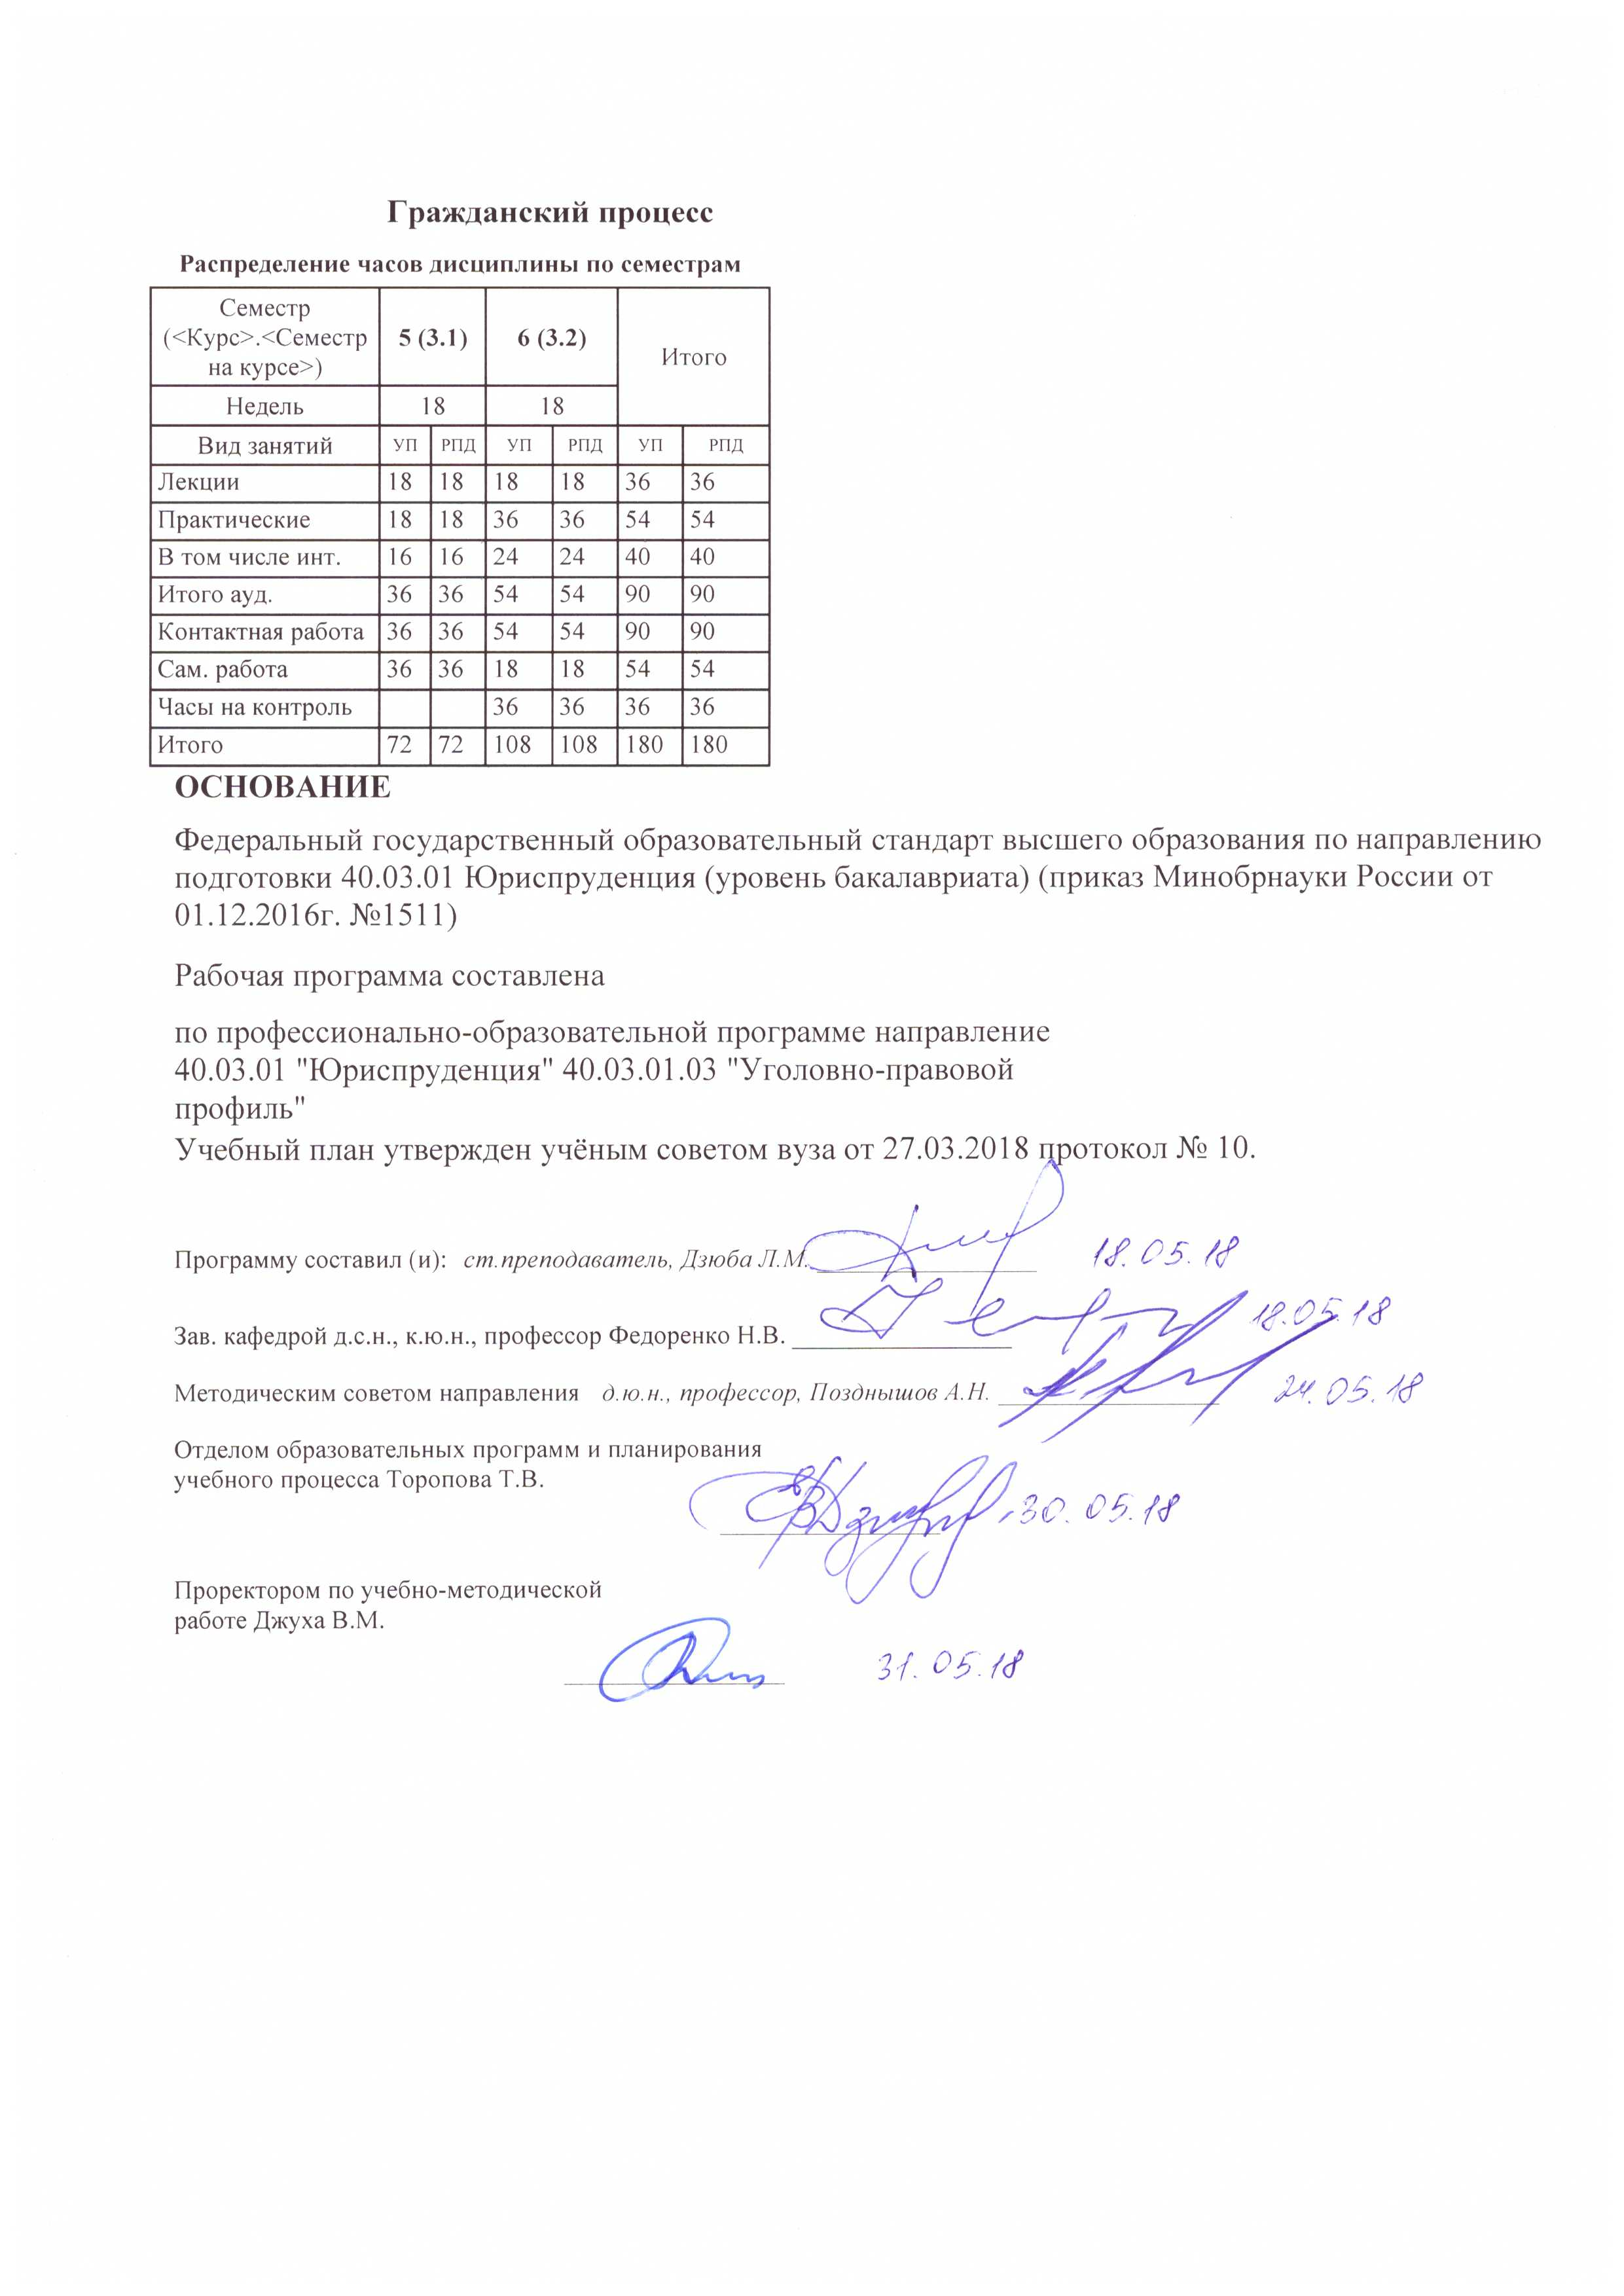 Гражданский процесс
Распределение часов дисциплины по семестрам
Семестр (<Курс>.<Семестр на курсе>) 5 (3.1) 6 (3.2) Итого
Недель 18 18
Вид занятий УП РПД УП РПД УП РПД
Лекции 18 18 18 18 36 36
Практические 18 18 36 36 54 54
В том числе инт. 16 16 24 24 40 40
Итого ауд. 36 36 54 54 90 90
Контактная работа 36 36 54 54 90 90
Сам. работа 36 36 18 18 54 54
Часы на контроль 36 36 36 36
Итого 72 72 108 108 180 180
ОСНОВАНИЕ
Федеральный государственный образовательный стандарт высшего образования по направлению
подготовки 40.03.01 Юриспруденция (уровень бакалавриата) (приказ Минобрнауки России от
01.12.2016г. №1511)
Рабочая программа составлена
по профессионально-образовательной программе направление
40.03.01 "Юриспруденция" 40.03.01.03 "Уголовно-правовой
профиль"
Учебный план утвержден учёным советом вуза от 27.03.2018 протокол № 10.
Программу составил (и): ст.преподаватель, Дзюба Л.М. 18.05.18
Зав. кафедрой д.с.н., к.ю.н., профессор Федоренко Н.В. 18.05.18
Методическим советом направления д.ю.н., профессор, Позднышов А.Н. 24.05.18
Отделом образовательных программ и планирования
учебного процесса Торопова Т.В.
30.05.18
Проректором по учебно-методической
работе Джуха В.М.
31.05.18